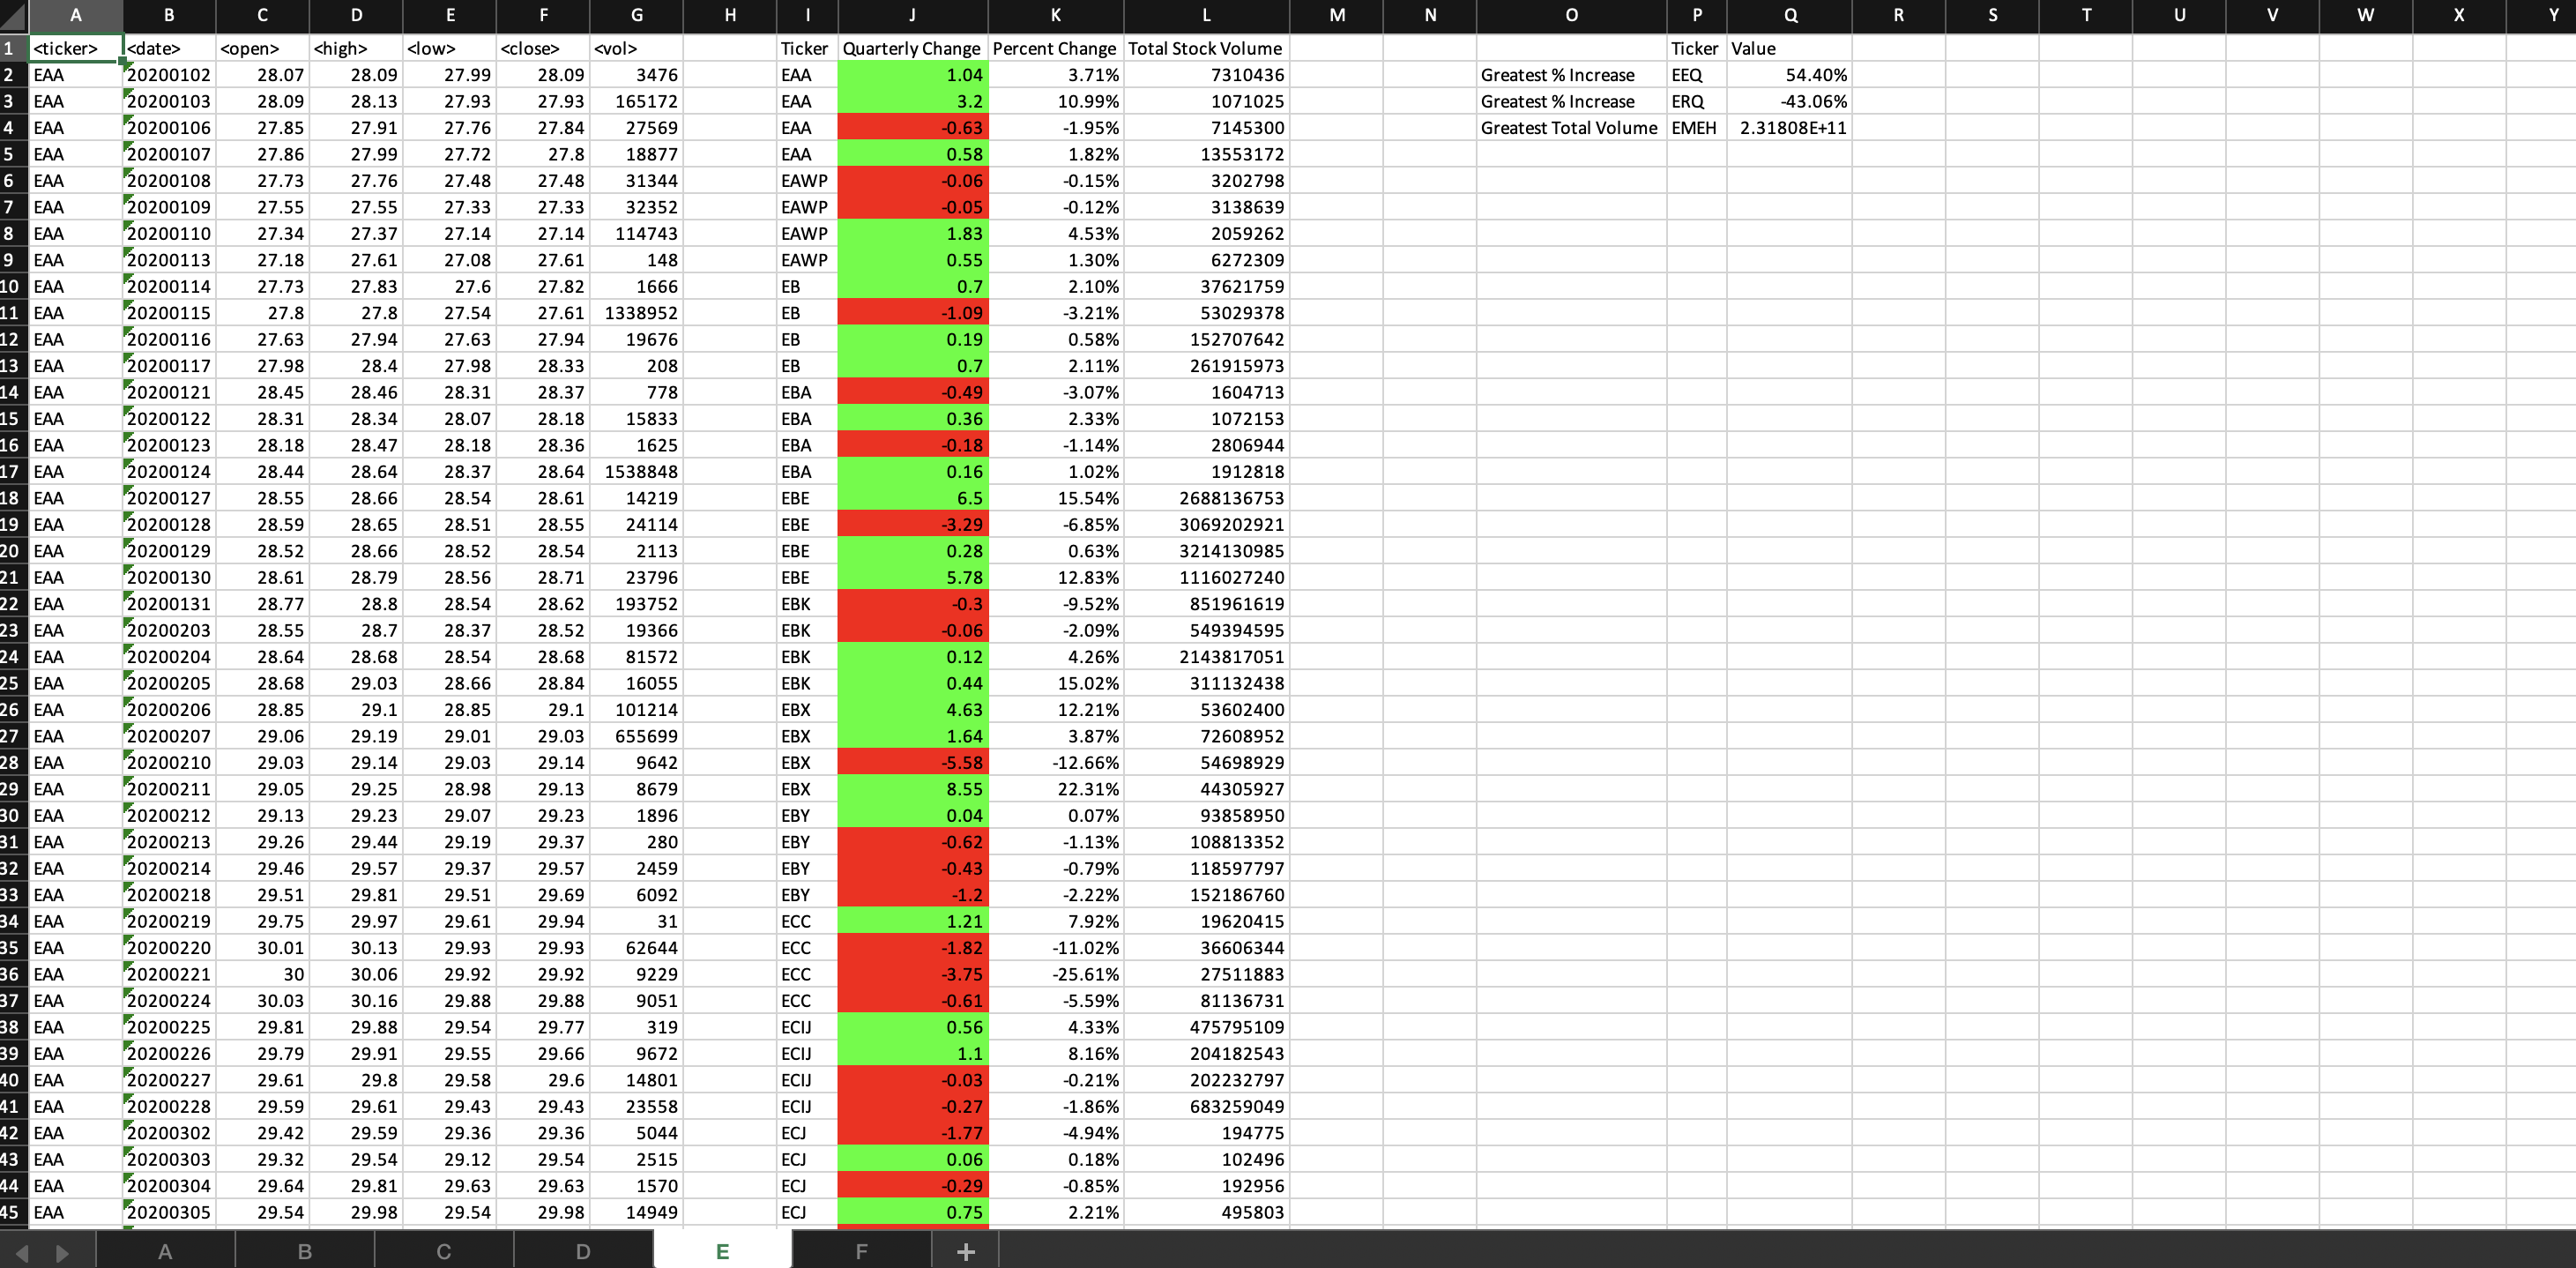 A B C D E F G H I J K L M N O P Q R S T U V W X Y
1 <ticker> <date> <open> <high> <low> <close> <vol> Ticker Quarterly Change Percent Change Total Stock Volume Ticker Value
2 EAA 20200102 28.07 28.09 27.99 28.09 3476 EAA 1.04 3.71% 7310436 Greatest % Increase EEQ 54.40%
3 EAA 20200103 28.09 28.13 27.93 27.93 165172 EAA 3.2 10.99% 1071025 Greatest % Increase ERQ -43.06%
4 EAA 20200106 27.85 27.91 27.76 27.84 27569 EAA -0.63 -1.95% 7145300 Greatest Total Volume EMEH 2.31808E+11
5 EAA 20200107 27.86 27.99 27.72 27.8 18877 EAA 0.58 1.82% 13553172
6 EAA 20200108 27.73 27.76 27.48 27.48 31344 EAWP -0.06 -0.15% 3202798
7 EAA 20200109 27.55 27.55 27.33 27.33 32352 EAWP -0.05 -0.12% 3138639
8 EAA 20200110 27.34 27.37 27.14 27.14 114743 EAWP 1.83 4.53% 2059262
9 EAA 20200113 27.18 27.61 27.08 27.61 148 EAWP 0.55 1.30% 6272309
10 EAA 20200114 27.73 27.83 27.6 27.82 1666 EB 0.7 2.10% 37621759
11 EAA 20200115 27.8 27.8 27.54 27.61 1338952 EB -1.09 -3.21% 53029378
12 EAA 20200116 27.63 27.94 27.63 27.94 19676 EB 0.19 0.58% 152707642
13 EAA 20200117 27.98 28.4 27.98 28.33 208 EB 0.7 2.11% 261915973
14 EAA 20200121 28.45 28.46 28.31 28.37 778 EBA -0.49 -3.07% 1604713
15 EAA 20200122 28.31 28.34 28.07 28.18 15833 EBA 0.36 2.33% 1072153
16 EAA 20200123 28.18 28.47 28.18 28.36 1625 EBA -0.18 -1.14% 2806944
17 EAA 20200124 28.44 28.64 28.37 28.64 1538848 EBA 0.16 1.02% 1912818
18 EAA 20200127 28.55 28.66 28.54 28.61 14219 EBE 6.5 15.54% 2688136753
19 EAA 20200128 28.59 28.65 28.51 28.55 24114 EBE -3.29 -6.85% 3069202921
20 EAA 20200129 28.52 28.66 28.52 28.54 2113 EBE 0.28 0.63% 3214130985
21 EAA 20200130 28.61 28.79 28.56 28.71 23796 EBE 5.78 12.83% 1116027240
22 EAA 20200131 28.77 28.8 28.54 28.62 193752 EBK -0.3 -9.52% 851961619
23 EAA 20200203 28.55 28.7 28.37 28.52 19366 EBK -0.06 -2.09% 549394595
24 EAA 20200204 28.64 28.68 28.54 28.68 81572 EBK 0.12 4.26% 2143817051
25 EAA 20200205 28.68 29.03 28.66 28.84 16055 EBK 0.44 15.02% 311132438
26 EAA 20200206 28.85 29.1 28.85 29.1 101214 EBX 4.63 12.21% 53602400
27 EAA 20200207 29.06 29.19 29.01 29.03 655699 EBX 1.64 3.87% 72608952
28 EAA 20200210 29.03 29.14 29.03 29.14 9642 EBX -5.58 -12.66% 54698929
29 EAA 20200211 29.05 29.25 28.98 29.13 8679 EBX 8.55 22.31% 44305927
30 EAA 20200212 29.13 29.23 29.07 29.23 1896 EBY 0.04 0.07% 93858950
31 EAA 20200213 29.26 29.44 29.19 29.37 280 EBY -0.62 -1.13% 108813352
32 EAA 20200214 29.46 29.57 29.37 29.57 2459 EBY -0.43 -0.79% 118597797
33 EAA 20200218 29.51 29.81 29.51 29.69 6092 EBY -1.2 -2.22% 152186760
34 EAA 20200219 29.75 29.97 29.61 29.94 31 ECC 1.21 7.92% 19620415
35 EAA 20200220 30.01 30.13 29.93 29.93 62644 ECC -1.82 -11.02% 36606344
36 EAA 20200221 30 30.06 29.92 29.92 9229 ECC -3.75 -25.61% 27511883
37 EAA 20200224 30.03 30.16 29.88 29.88 9051 ECC -0.61 -5.59% 81136731
38 EAA 20200225 29.81 29.88 29.54 29.77 319 ECIJ 0.56 4.33% 475795109
39 EAA 20200226 29.79 29.91 29.55 29.66 9672 ECIJ 1.1 8.16% 204182543
40 EAA 20200227 29.61 29.8 29.58 29.6 14801 ECIJ -0.03 -0.21% 202232797
41 EAA 20200228 29.59 29.61 29.43 29.43 23558 ECIJ -0.27 -1.86% 683259049
42 EAA 20200302 29.42 29.59 29.36 29.36 5044 ECJ -1.77 -4.94% 194775
43 EAA 20200303 29.32 29.54 29.12 29.54 2515 ECJ 0.06 0.18% 102496
44 EAA 20200304 29.64 29.81 29.63 29.63 1570 ECJ -0.29 -0.85% 192956
45 EAA 20200305 29.54 29.98 29.54 29.98 14949 ECJ 0.75 2.21% 495803
A B C D E F +